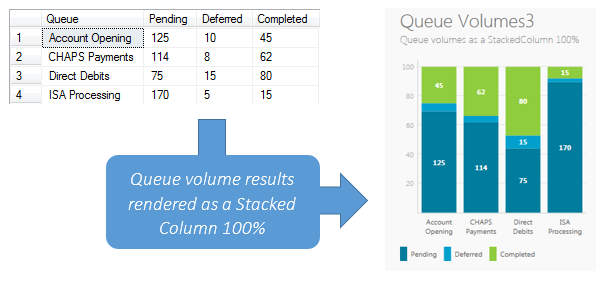 Queue Pending Deferred Completed
1 Account Opening 125 10 45
2 CHAPS Payments 114 8 62
3 Direct Debits 75 15 80
4 ISA Processing 170 5 15
Queue volume results
rendered as a Stacked
Column 100%
Queue Volumes3
Queue volumes as a StackedColumn 100%
100
80
60
40
20
45
125
62
114
80
15
75
15
170
Account Opening
CHAPS Payments
Direct Debits
ISA Processing
Pending Deferred Completed